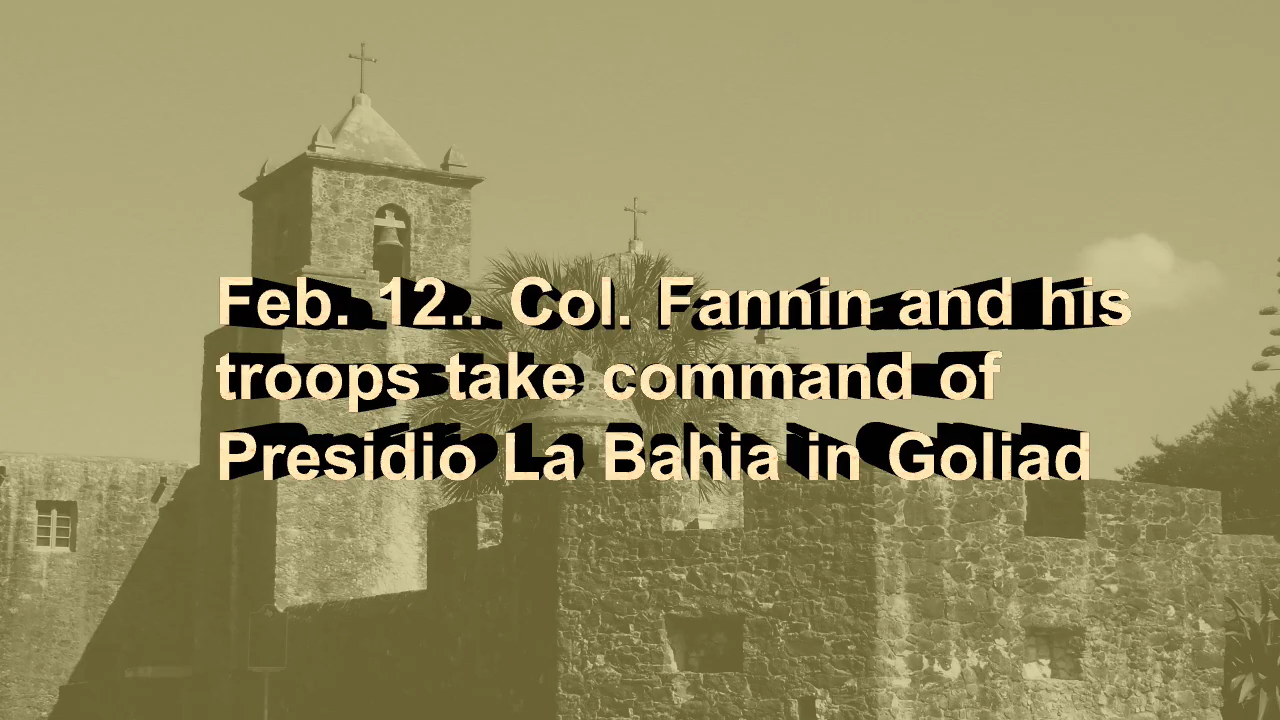 Feb. 12.. Col. Fannin and his
troops take command of
Presidio La Bahia in Goliad